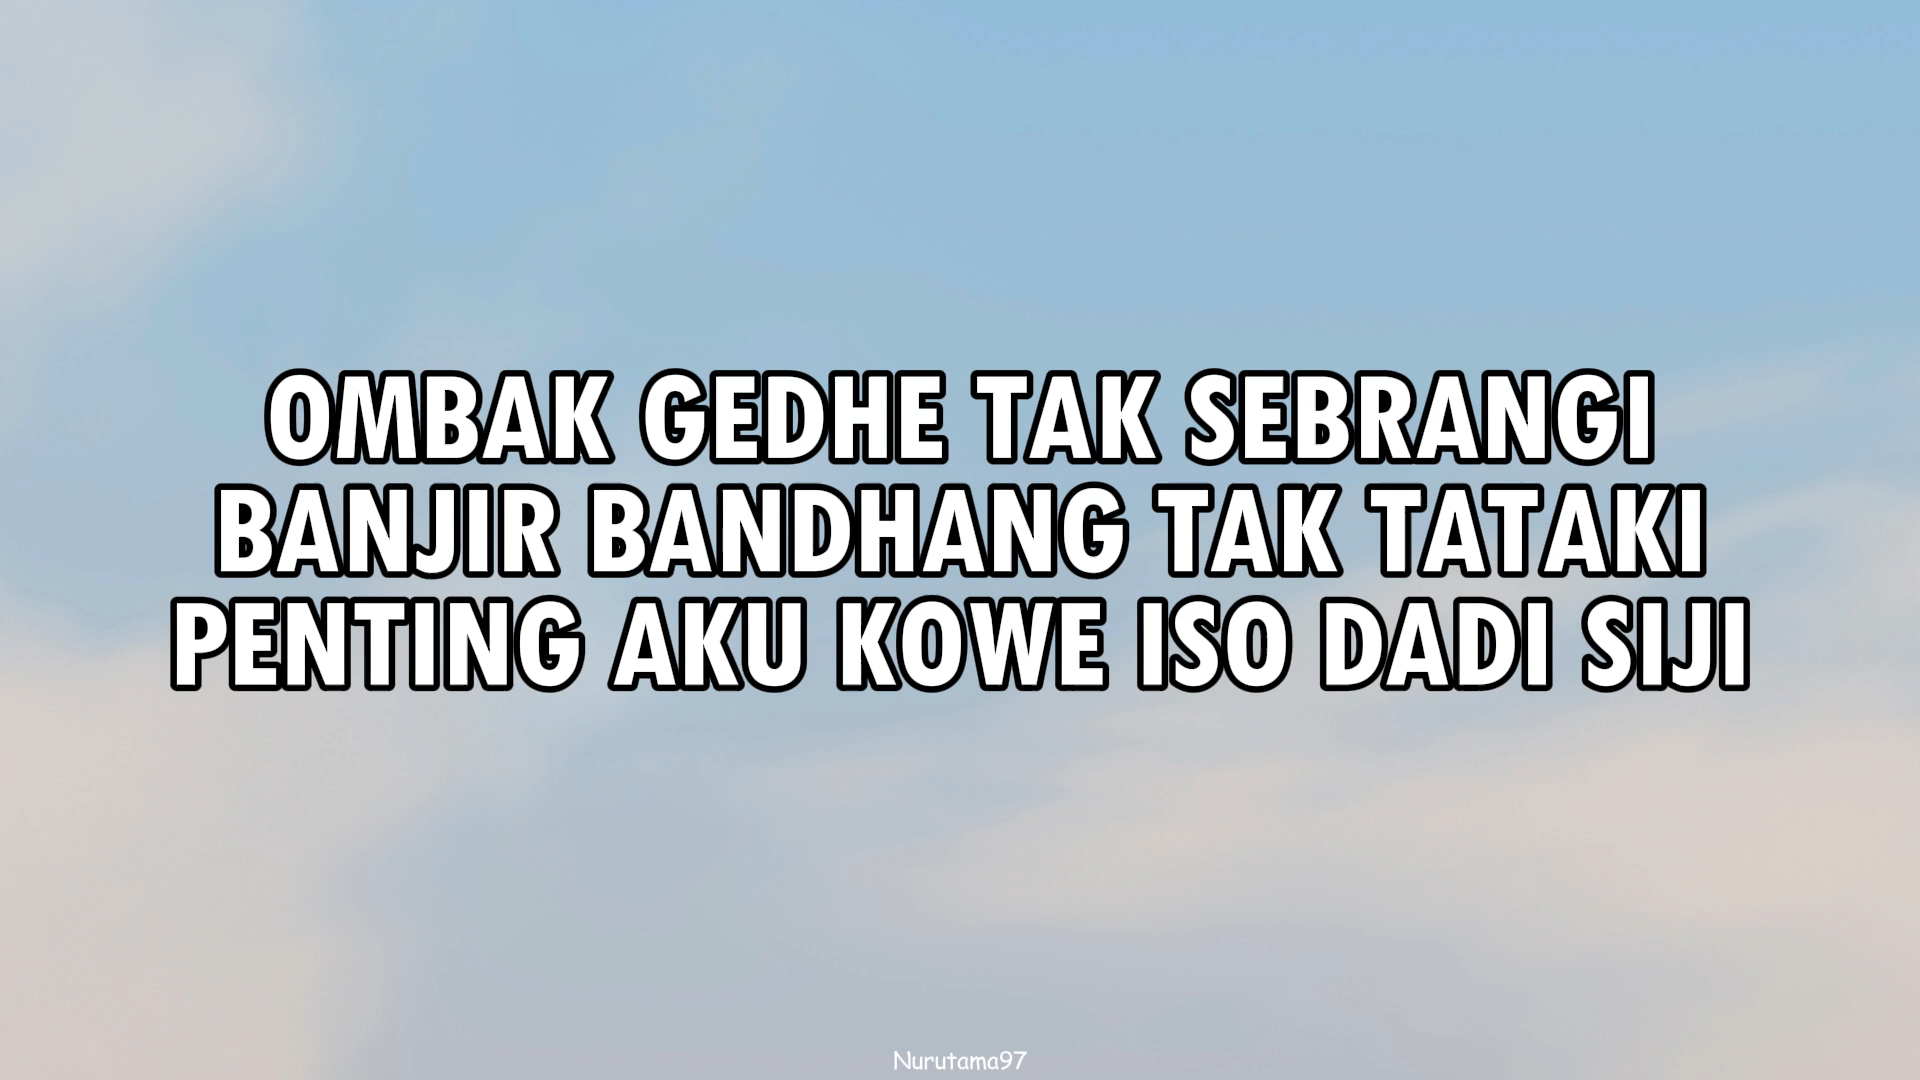 OMBAK GEDHE TAK SEBRANGI
BANJIR BANDHANG TAK TATAKI
PENTING AKU KOWE ISO DADI SIJI
Nurutama97